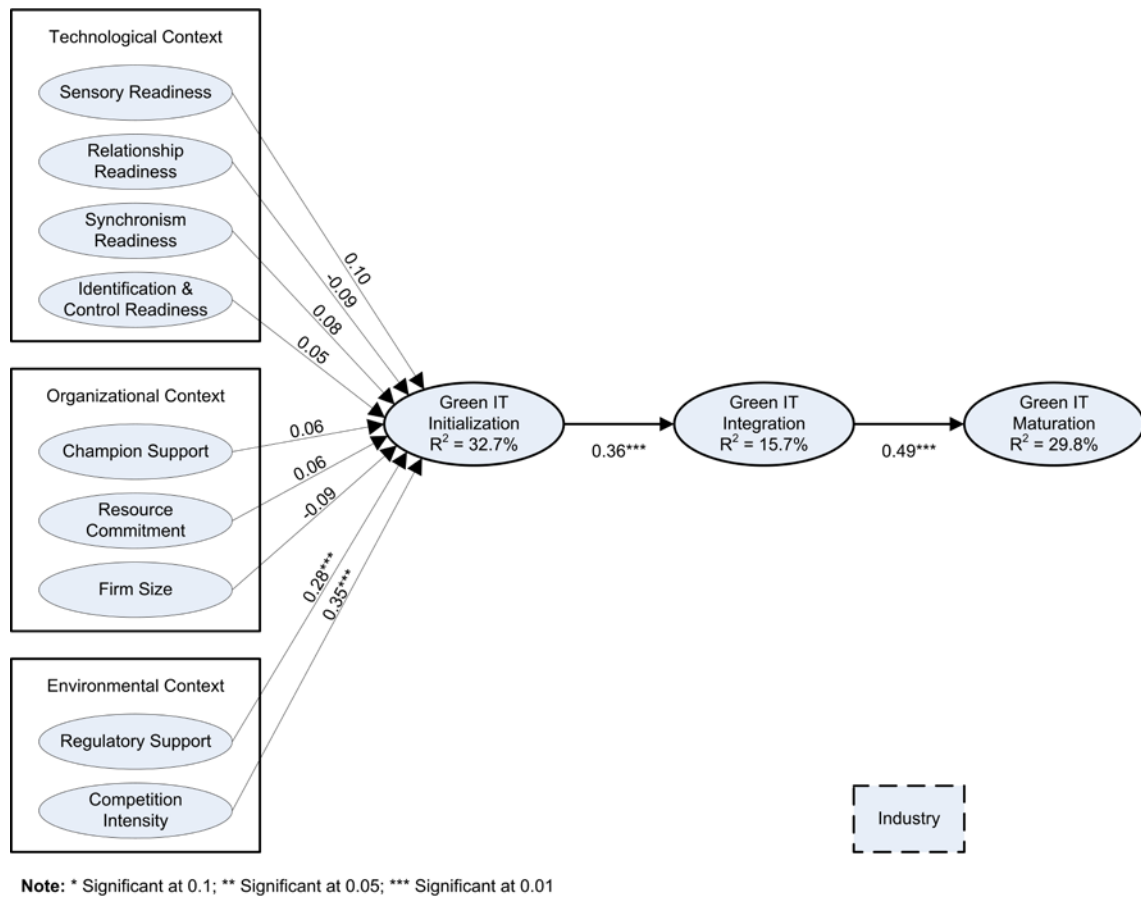 Technological Context
Sensory Readiness
Relationship
Readiness
Synchronism
Readiness
Identification &
Control Readiness
0.10
-0.09
0.08
0.05
Organizational Context
Champion Support
Resource
Commitment
Firm Size
0.06
0.06
-0.09
Environmental Context
Regulatory Support
Competition
Intensity
0.28***
0.35***
Green IT
Initialization
R² = 32.7%
0.36***
Green IT
Integration
R² = 15.7%
0.49***
Green IT
Maturation
R² = 29.8%
Industry
Note: * Significant at 0.1; ** Significant at 0.05; *** Significant at 0.01